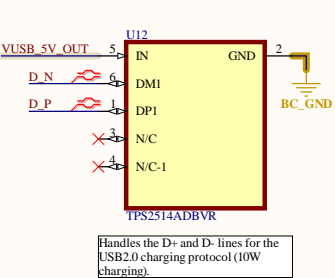 U12
VUSB_5V_OUT 5 IN GND 2
D_N 6 DM1
BC_GND
D_P 1 DP1
3 N/C
4 N/C-1
TPS2514ADBVR
Handles the D+ and D- lines for the
USB2.0 charging protocol (10W
charging).